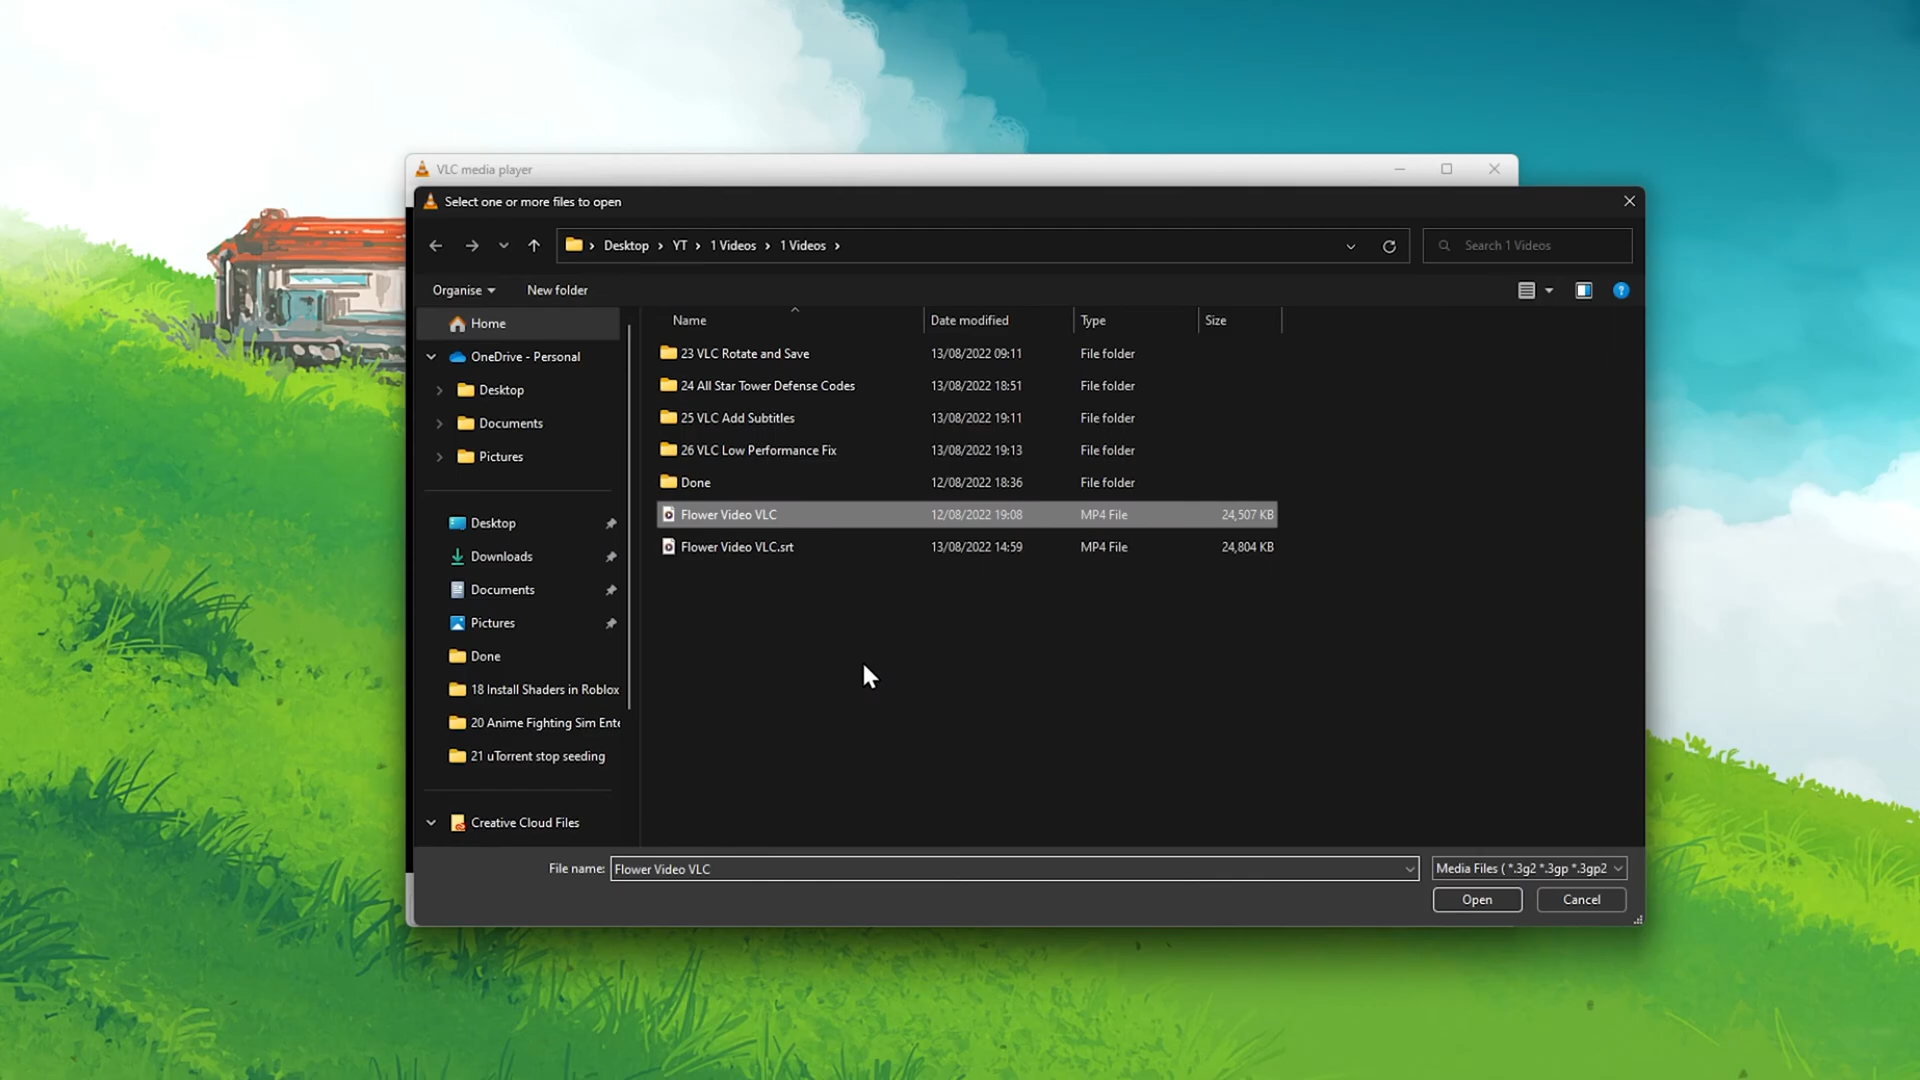 VLC media player
Select one or more files to open
Desktop YT 1 Videos 1 Videos
Search 1 Videos
Organise New folder
Name Date modified Type Size
Home
OneDrive - Personal
Desktop
Documents
Pictures
Desktop
Downloads
Documents
Pictures
Done
18 Install Shaders in Roblox
20 Anime Fighting Sim Ente
21 uTorrent stop seeding
Creative Cloud Files
23 VLC Rotate and Save 13/08/2022 09:11 File folder
24 All Star Tower Defense Codes 13/08/2022 18:51 File folder
25 VLC Add Subtitles 13/08/2022 19:11 File folder
26 VLC Low Performance Fix 13/08/2022 19:13 File folder
Done 12/08/2022 18:36 File folder
Flower Video VLC 12/08/2022 19:08 MP4 File 24,507 KB
Flower Video VLC.srt 13/08/2022 14:59 MP4 File 24,804 KB
File name: Flower Video VLC
Media Files ( *.3g2 *.3gp *.3gp2
Open Cancel